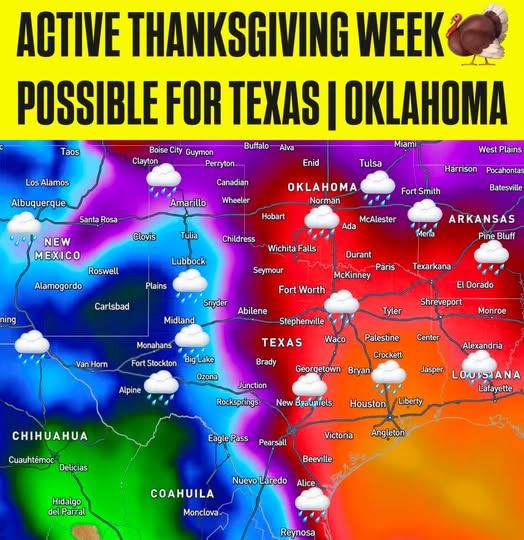 ACTIVE THANKSGIVING WEEK
POSSIBLE FOR TEXAS | OKLAHOMA
Taos
Boise City
Guymon
Buffalo
Alva
Miami
West Plains
Clayton
Perryton
Enid
Tulsa
Harrison
Pocahontas
Los Alamos
Canadian
OKLAHOMA
Fort Smith
Batesville
Albuquerque
Amarillo
Wheeler
Norman
Santa Rosa
Hobart
McAlester
ARKANSAS
Ada
Mena
Pine Bluff
NEW
MEXICO
Clovis
Tulia
Childress
Wichita Falls
Durant
Roswell
Lubbock
Seymour
McKinney
Paris
Texarkana
El Dorado
Alamogordo
Plains
Fort Worth
Carlsbad
Snyder
Abilene
Shreveport
Monroe
ning
Midland
Stephenville
Tyler
Monahans
TEXAS
Waco
Palestine
Center
Alexandria
Van Horn
Fort Stockton
Big Lake
Brady
Crockett
Georgetown
Bryan
Jasper
LOUISIANA
Alpine
Ozona
Junction
Rocksprings
New Braunfels
Houston
Liberty
Lafayette
CHIHUAHUA
Eagle Pass
Pearsall
Victoria
Angleton
Cuauhtémoc
Delicias
Beeville
COAHUILA
Nuevo Laredo
Alice
Hidalgo
del Parral
Monclova
Reynosa